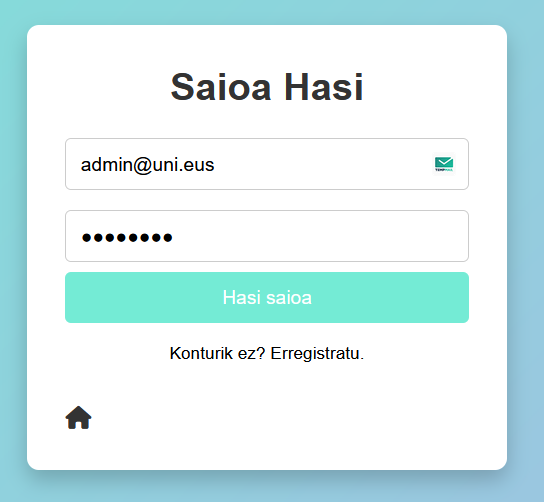 Saioa Hasi
admin@uni.eus
●●●●●●●●
Hasi saioa
Konturik ez? Erregistratu.